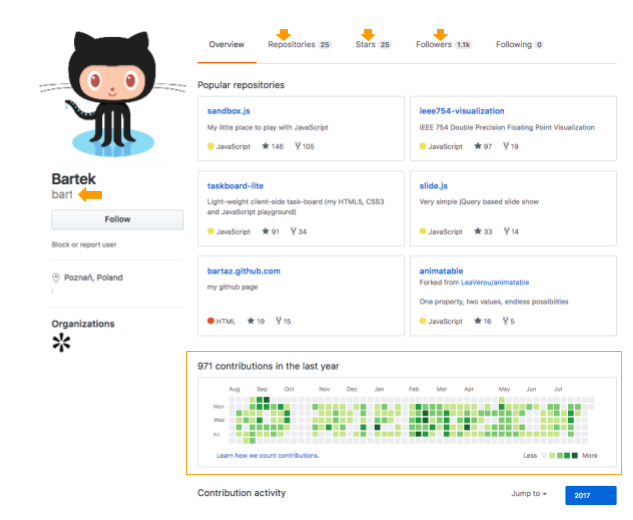 Overview Repositories 25 Stars 25 Followers 1.1k Following 0
Popular repositories
sandbox.js
My little place to play with JavaScript
JavaScript 146 105
ieee754-visualization
IEEE 754 Double Precision Floating Point Visualization
JavaScript 97 19
Bartek
bart
Follow
Block or report user
Poznań, Poland
Organizations
taskboard-lite
Light-weight client-side task-board (my HTML5, CSS3
and JavaScript playground)
JavaScript 91 34
slide.js
Very simple jQuery based slide show
JavaScript 33 14
bartaz.github.com
my github page
HTML 19 15
animatable
Forked from LeaVerou/animatable
One property, two values, endless possiblities
JavaScript 16 5
971 contributions in the last year
Aug Sep Oct Nov Dec Jan Feb Mar Apr May Jun Jul
Mon
Wed
Fri
Learn how we count contributions.
Less More
Contribution activity
Jump to
2017